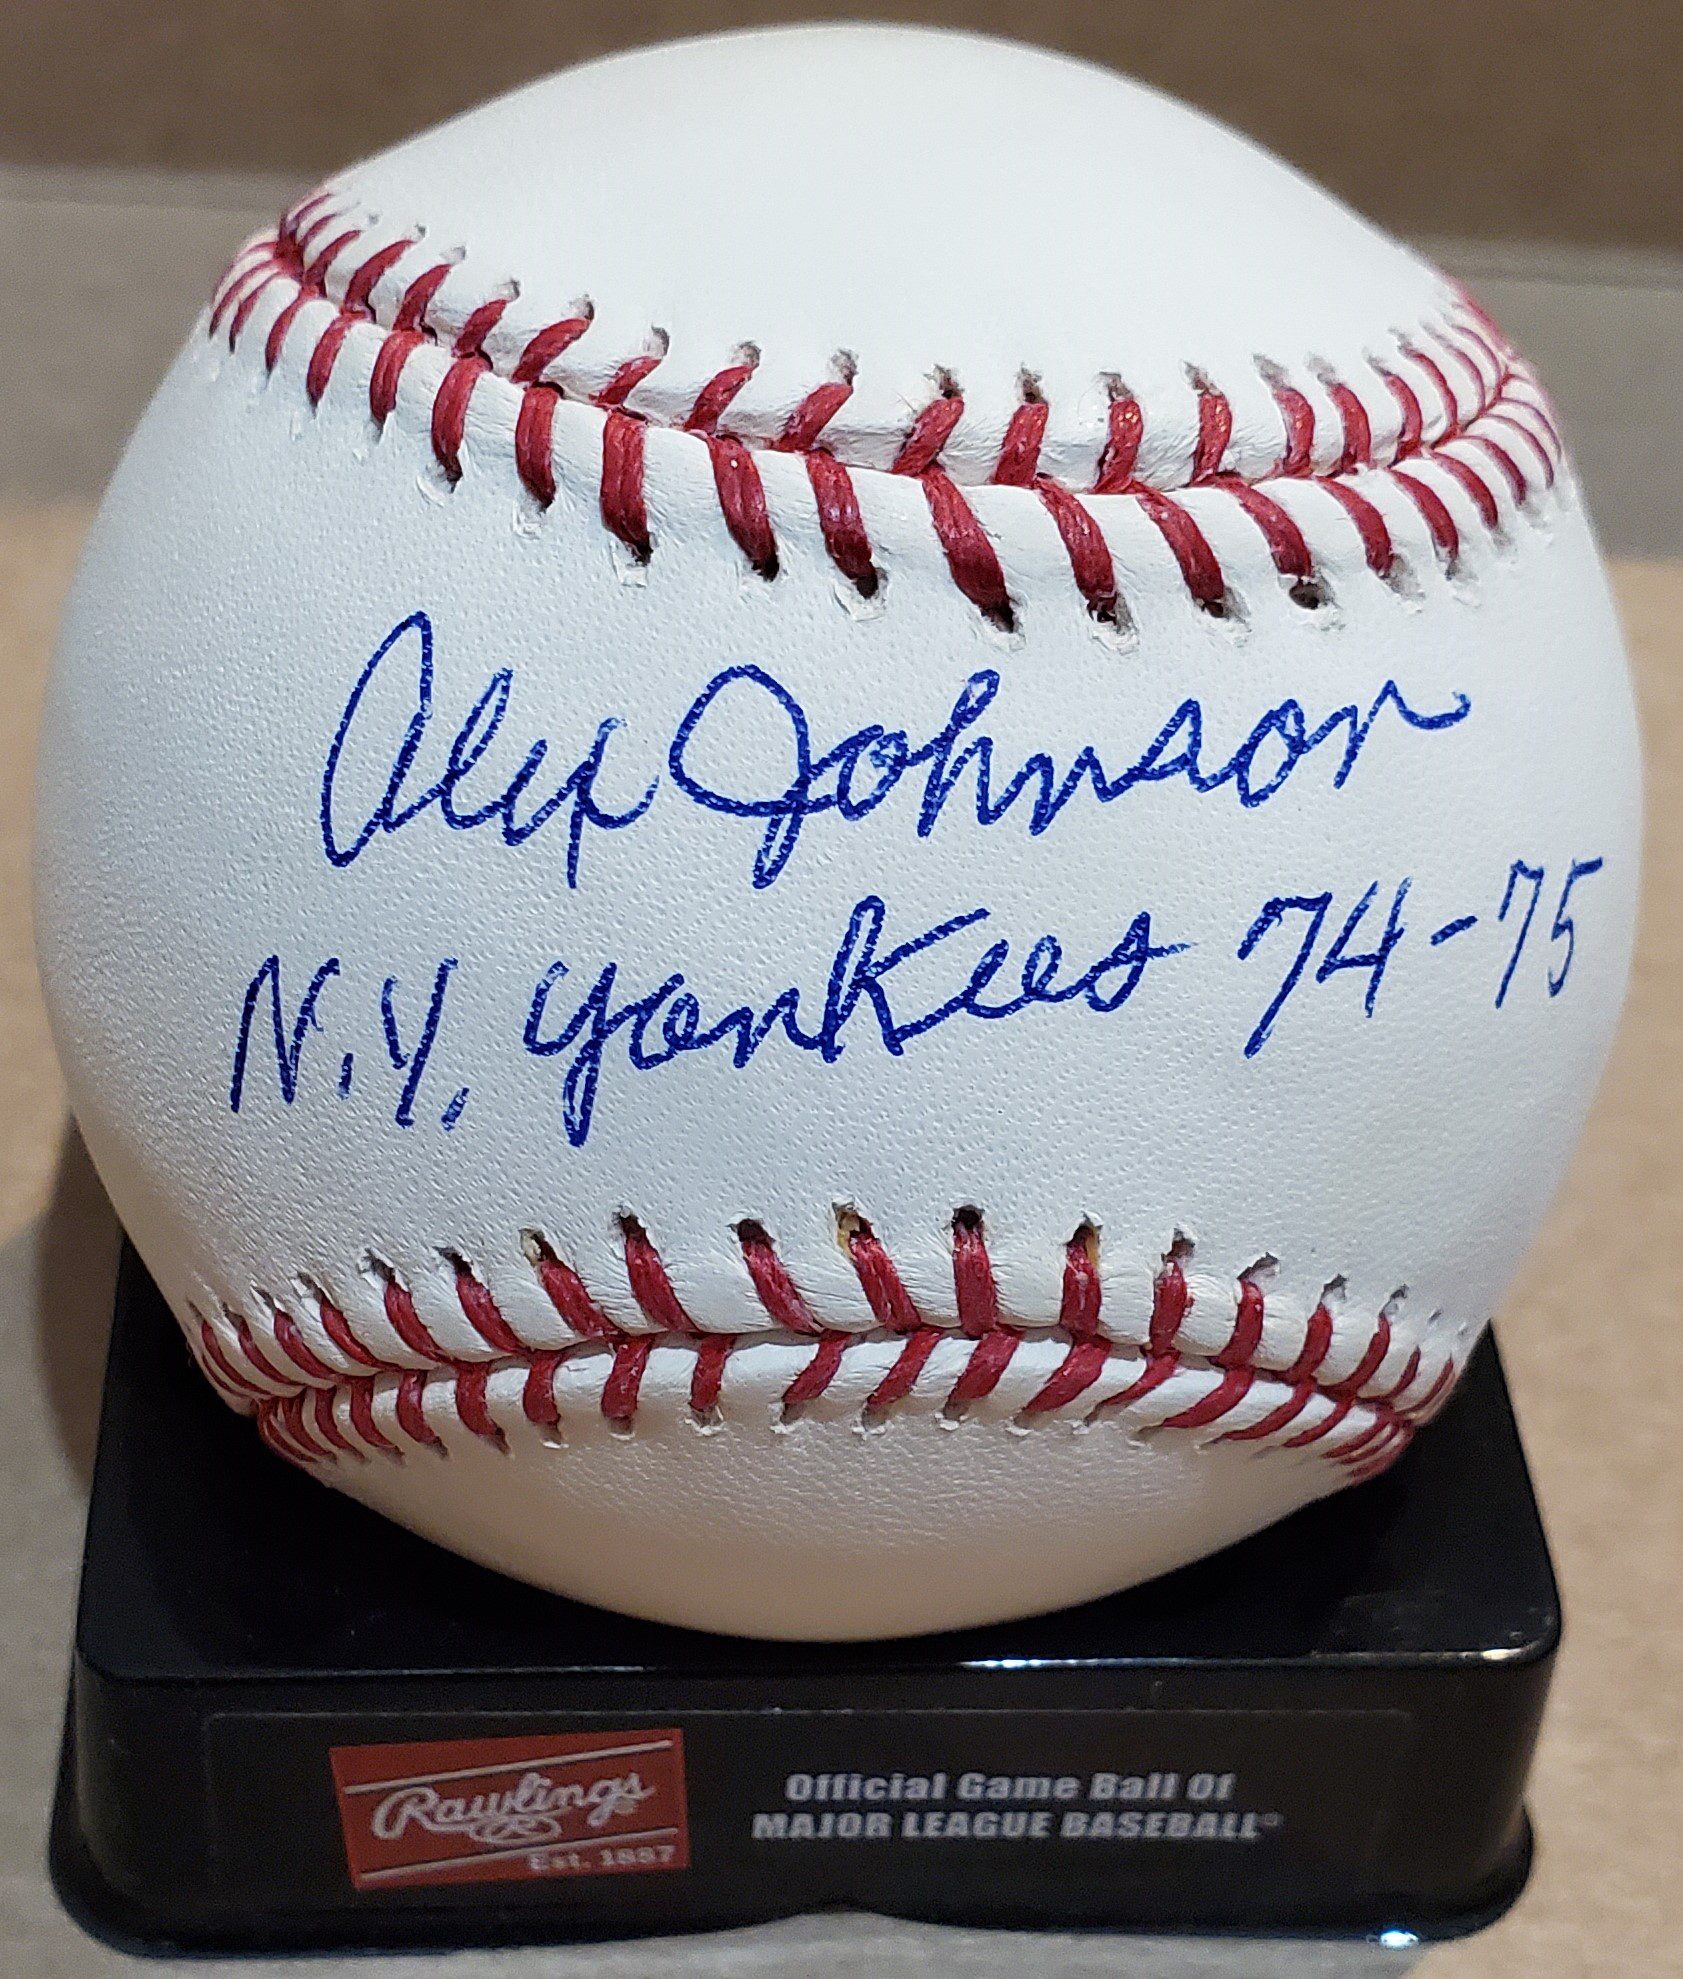 Alex Johnson
N.Y. Yankees 74-75
Rawlings®
Est. 1887
Official Game Ball Of
MAJOR LEAGUE BASEBALL®